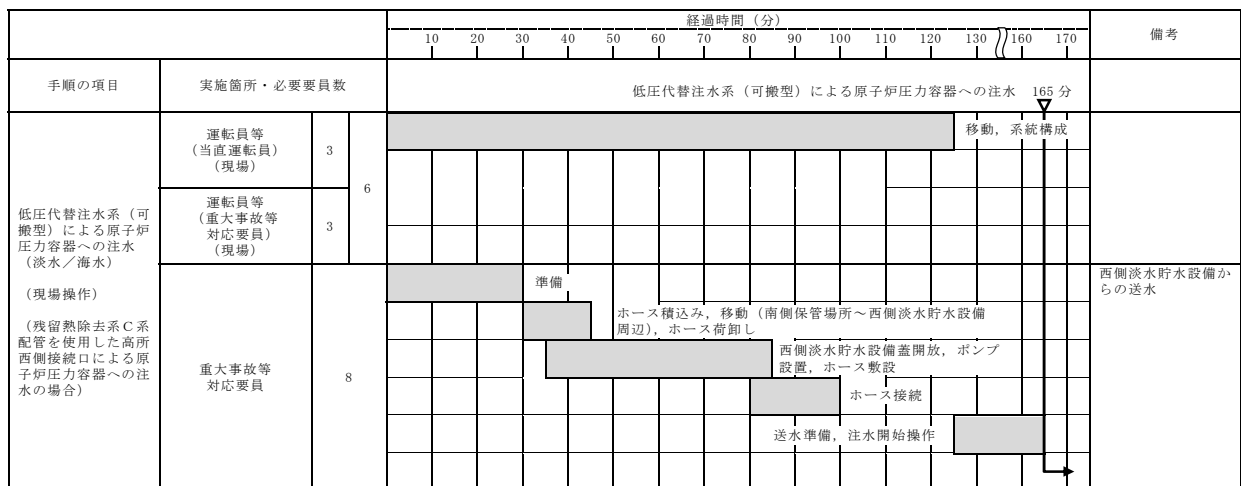 経過時間（分）
備考
10 20 30 40 50 60 70 80 90 100 110 120 130 160 170
手順の項目
実施箇所・必要要員数
低圧代替注水系（可搬型）による原子炉圧力容器への注水 165 分
低圧代替注水系（可
搬型）による原子炉
圧力容器への注水
（淡水／海水）
（現場操作）
（残留熱除去系Ｃ系
配管を使用した高所
西側接続口による原
子炉圧力容器への注
水の場合）
運転員等
（当直運転員）
（現場）
3
運転員等
（重大事故等
対応要員）
（現場）
3
6
移動，系統構成
重大事故等
対応要員
8
準備
ホース積込み，移動（南側保管場所～西側淡水貯水設備
周辺），ホース荷卸し
西側淡水貯水設備蓋開放，ポンプ
設置，ホース敷設
ホース接続
送水準備，注水開始操作
西側淡水貯水設備か
らの送水